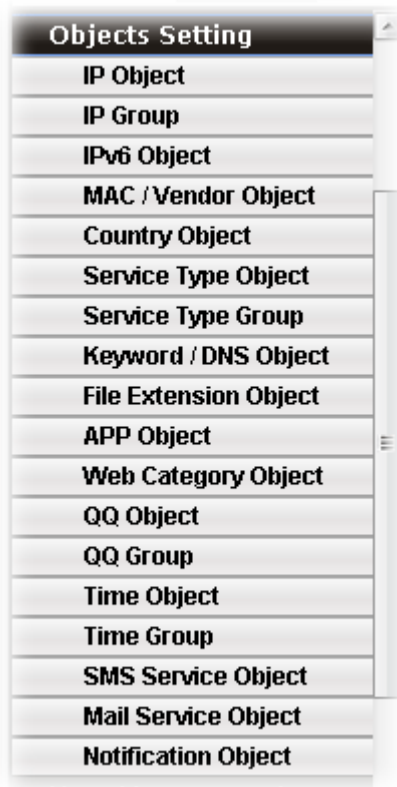 Objects Setting
IP Object
IP Group
IPv6 Object
MAC / Vendor Object
Country Object
Service Type Object
Service Type Group
Keyword / DNS Object
File Extension Object
APP Object
Web Category Object
QQ Object
QQ Group
Time Object
Time Group
SMS Service Object
Mail Service Object
Notification Object